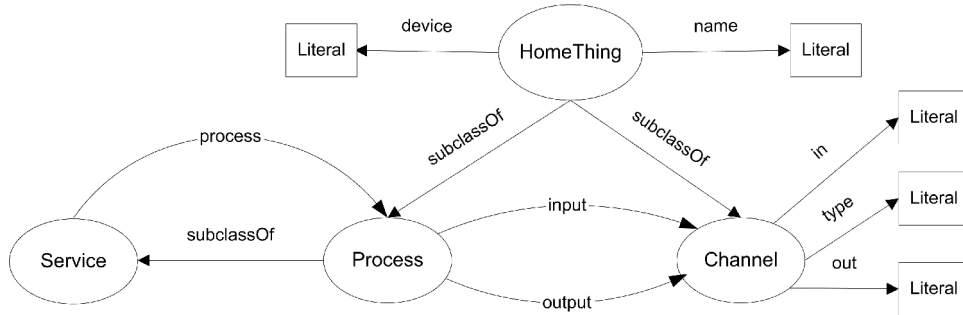 device
name
Literal
HomeThing
Literal
Literal
process
subclassOf
subclassOf
in
input
type
Literal
subclassOf
Service
Process
Channel
out
Literal
output